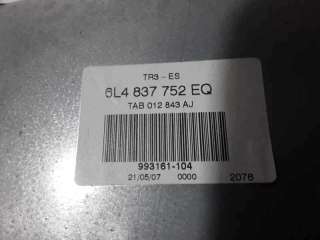 TR3 - ES
6L4 837 752 EQ
TAB 012 843 AJ
993161-104
21/05/07 0000 2078